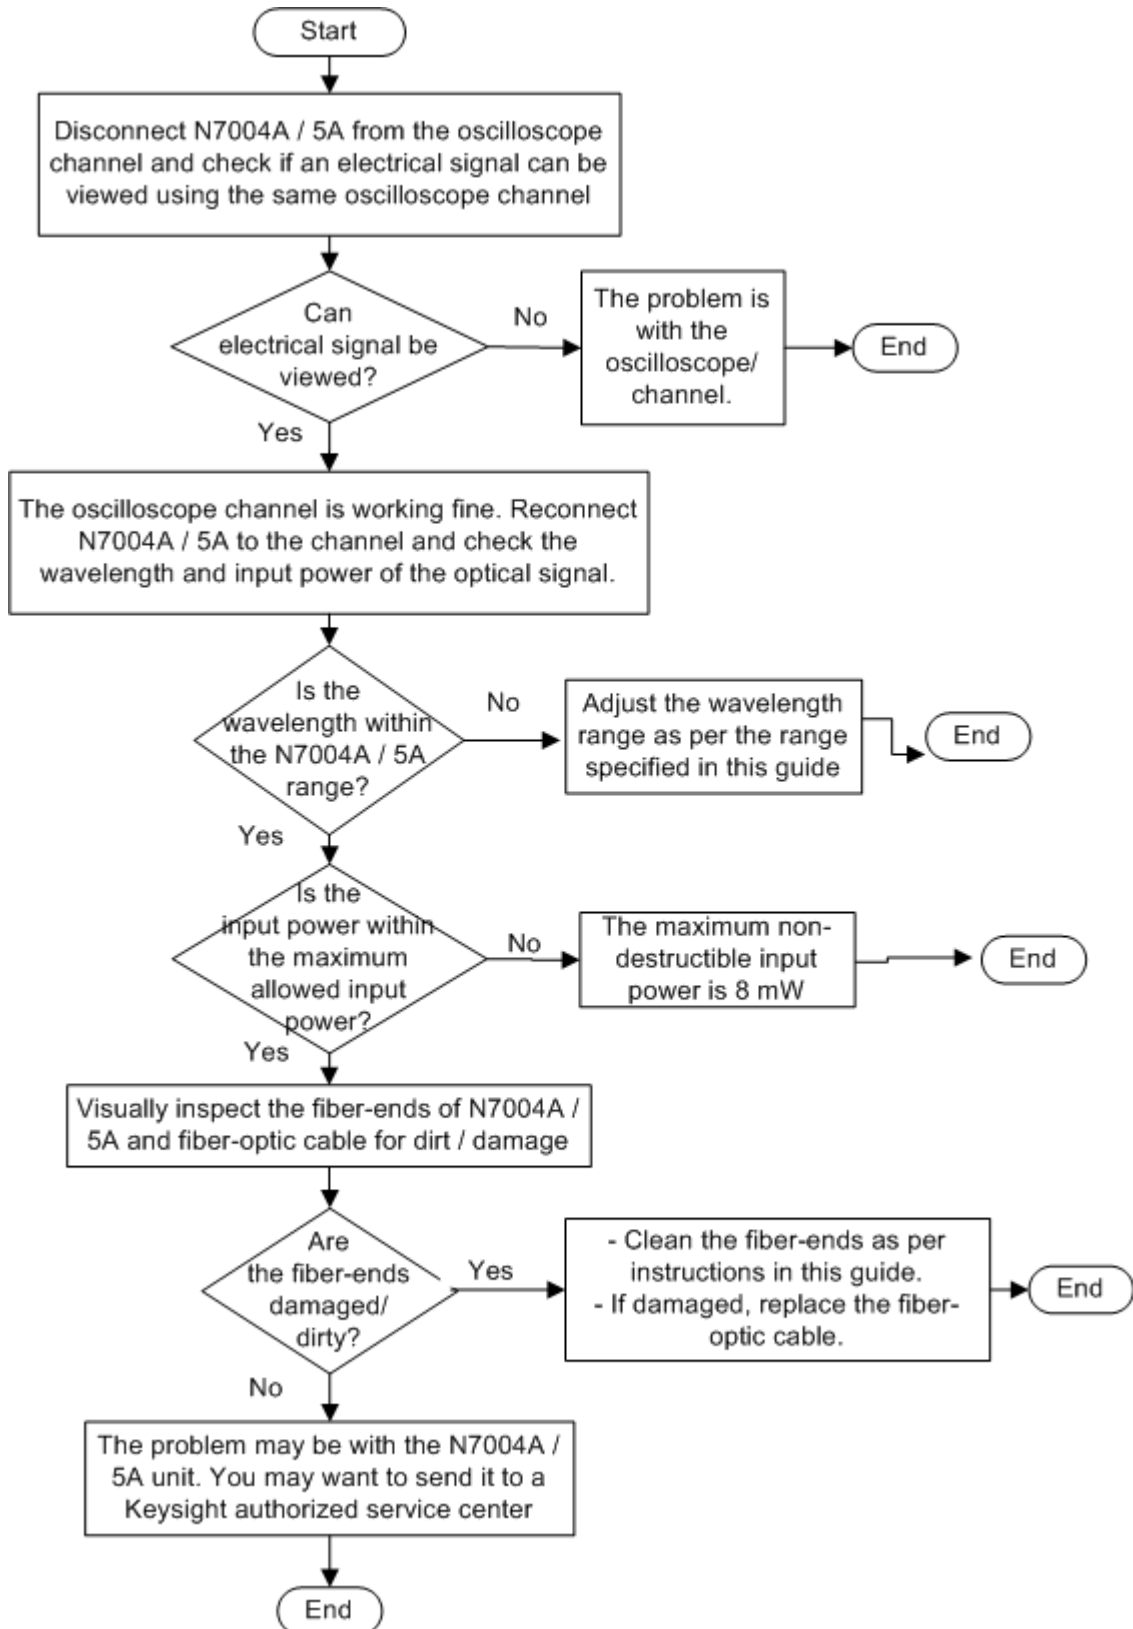 Start
Disconnect N7004A / 5A from the oscilloscope
channel and check if an electrical signal can be
viewed using the same oscilloscope channel
Can
electrical signal be
viewed?
No
The problem is
with the
oscilloscope/
channel.
End
Yes
The oscilloscope channel is working fine. Reconnect
N7004A / 5A to the channel and check the
wavelength and input power of the optical signal.
Is the
wavelength within
the N7004A / 5A
range?
No
Adjust the wavelength
range as per the range
specified in this guide
End
Yes
Is the
input power within
the maximum
allowed input
power?
No
The maximum non-
destructible input
power is 8 mW
End
Yes
Visually inspect the fiber-ends of N7004A /
5A and fiber-optic cable for dirt / damage
Are
the fiber-ends
damaged/
dirty?
Yes
- Clean the fiber-ends as per
instructions in this guide.
- If damaged, replace the fiber-
optic cable.
End
No
The problem may be with the N7004A /
5A unit. You may want to send it to a
Keysight authorized service center
End